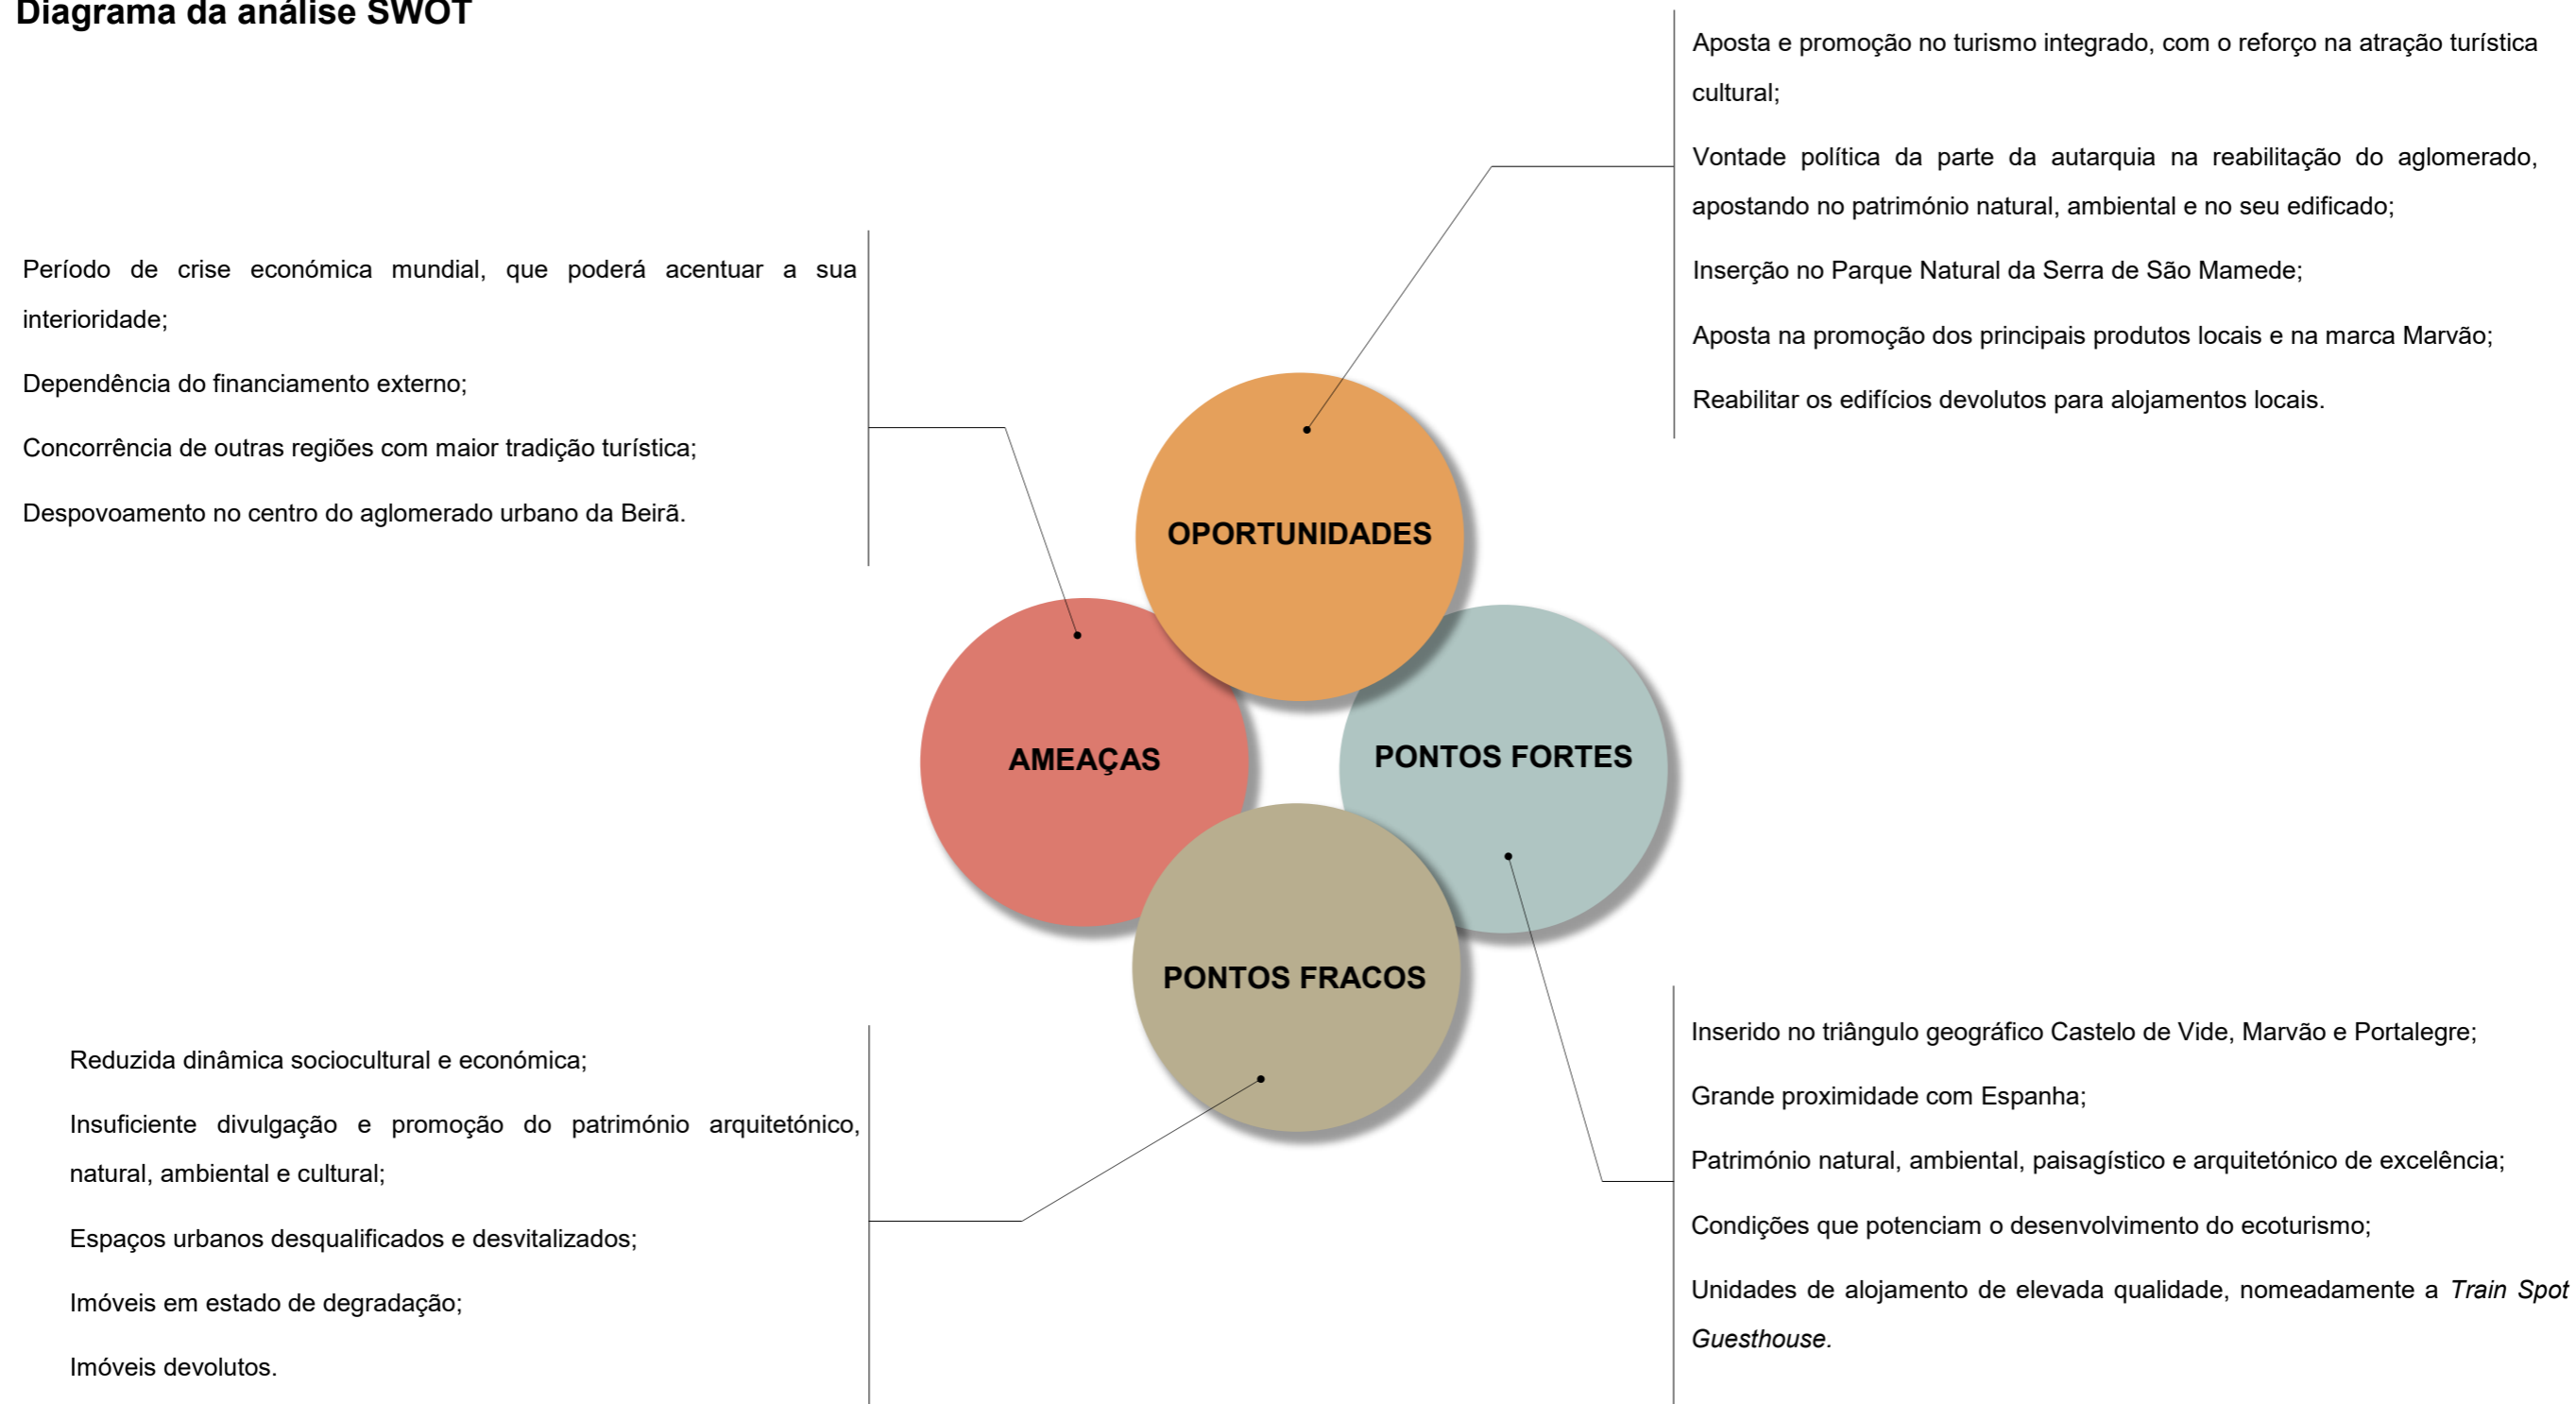 Diagrama da análise SWOT
Aposta e promoção no turismo integrado, com o reforço na atração turística
cultural;
Vontade política da parte da autarquia na reabilitação do aglomerado,
apostando no património natural, ambiental e no seu edificado;
Inserção no Parque Natural da Serra de São Mamede;
Aposta na promoção dos principais produtos locais e na marca Marvão;
Reabilitar os edifícios devolutos para alojamentos locais.
Período de crise económica mundial, que poderá acentuar a sua
interioridade;
Dependência do financiamento externo;
Concorrência de outras regiões com maior tradição turística;
Despovoamento no centro do aglomerado urbano da Beirã.
OPORTUNIDADES
AMEAÇAS
PONTOS FORTES
PONTOS FRACOS
Reduzida dinâmica sociocultural e económica;
Insuficiente divulgação e promoção do património arquitetónico,
natural, ambiental e cultural;
Espaços urbanos desqualificados e desvitalizados;
Imóveis em estado de degradação;
Imóveis devolutos.
Inserido no triângulo geográfico Castelo de Vide, Marvão e Portalegre;
Grande proximidade com Espanha;
Património natural, ambiental, paisagístico e arquitetónico de excelência;
Condições que potenciam o desenvolvimento do ecoturismo;
Unidades de alojamento de elevada qualidade, nomeadamente a Train Spot
Guesthouse.